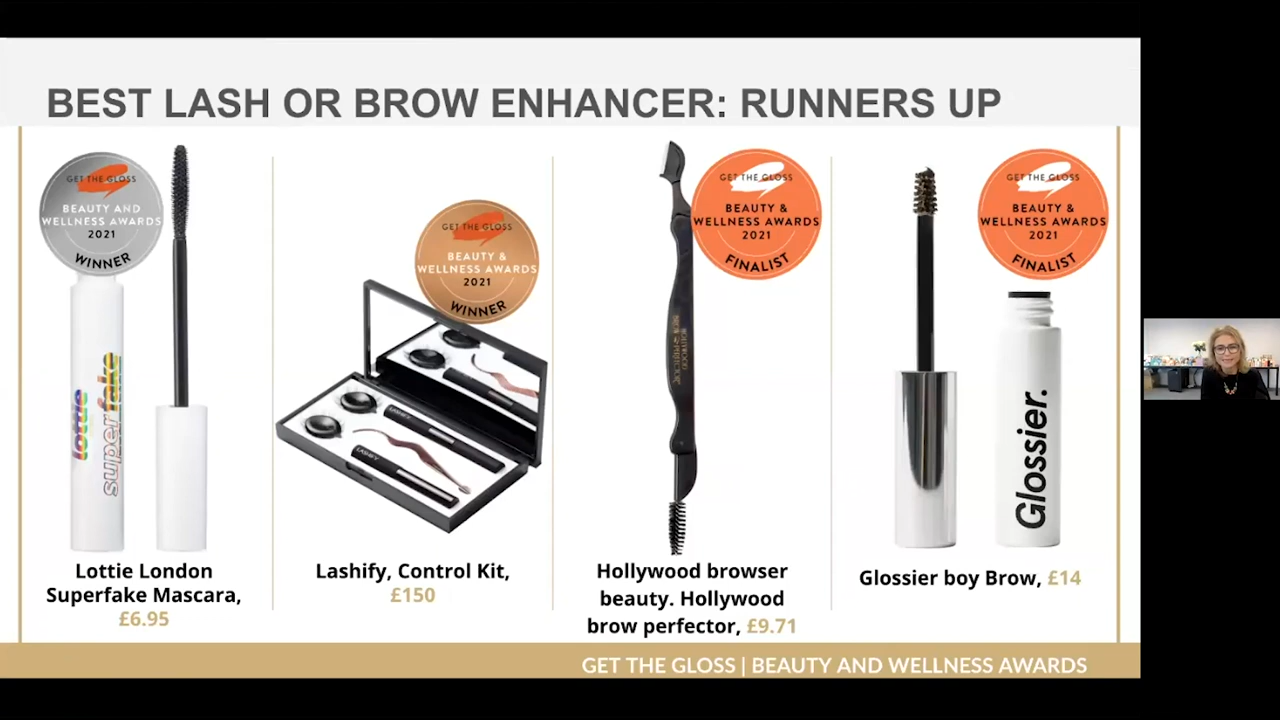 BEST LASH OR BROW ENHANCER: RUNNERS UP
GET THE GLOSS
BEAUTY AND
WELLNESS AWARDS
2021
WINNER
lottie
superfake
Lottie London
Superfake Mascara,
£6.95
GET THE GLOSS
BEAUTY &
WELLNESS AWARDS
2021
WINNER
LASHIFY
LASHIFY
Lashify, Control Kit,
£150
GET THE GLOSS
BEAUTY &
WELLNESS AWARDS
2021
FINALIST
Hollywood browser
beauty. Hollywood
brow perfector, £9.71
GET THE GLOSS
BEAUTY &
WELLNESS AWARDS
2021
FINALIST
Glossier.
Glossier boy Brow, £14
GET THE GLOSS | BEAUTY AND WELLNESS AWARDS